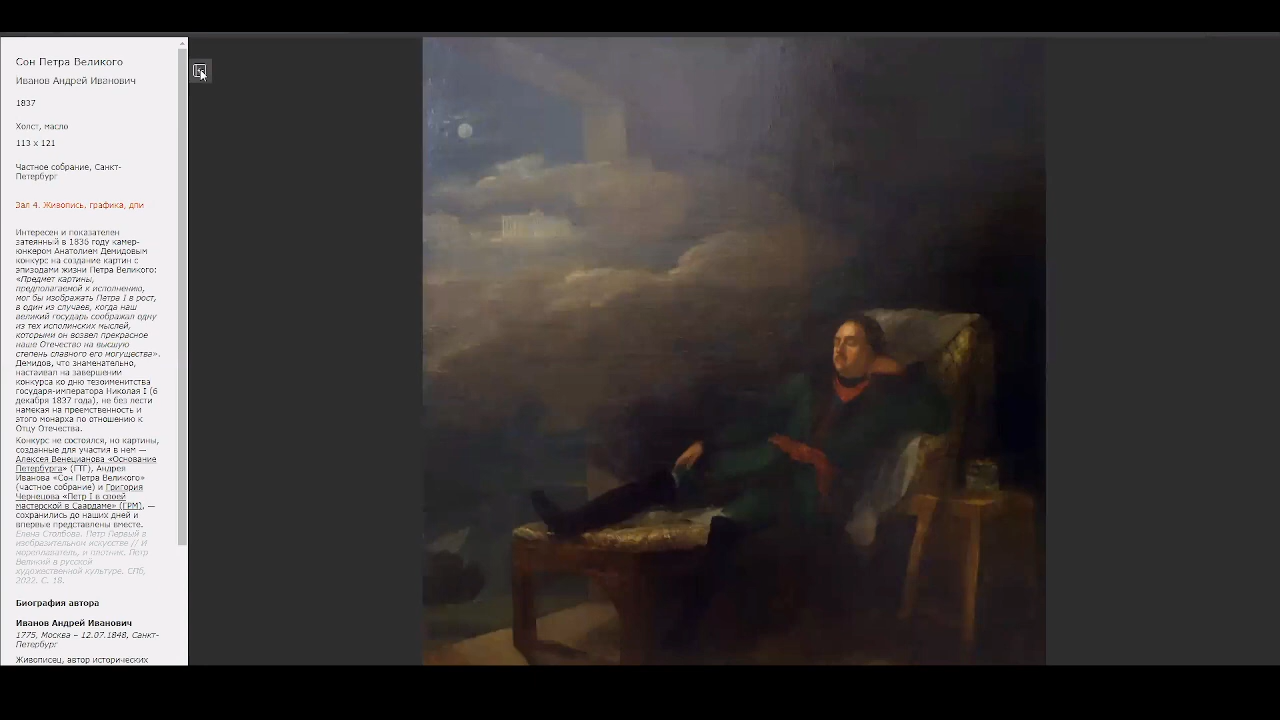 Сон Петра Великого
Иванов Андрей Иванович
1837
Холст, масло
113 x 121
Частное собрание, Санкт-
Петербург
Зал 4. Живопись, графика, дпи
Интересен и показателен
затеянный в 1836 году камер-
юнкером Анатолием Демидовым
конкурс на создание картин с
эпизодами жизни Петра Великого:
«Предмет картины,
предполагаемой к исполнению,
мог бы изображать Петра I в рост,
в один из случаев, когда наш
великий государь соображал одну
из тех исполинских мыслей,
которыми он возвел прекрасное
наше Отечество на высшую
степень славного его могущества».
Демидов, что знаменательно,
настаивал на завершении
конкурса ко дню тезоименитства
государя-императора Николая I (6
декабря 1837 года), не без лести
намекая на преемственность и
этого монарха по отношению к
Отцу Отечества.
Конкурс не состоялся, но картины,
созданные для участия в нем —
Алексея Венецианова «Основание
Петербурга» (ГТГ), Андрея
Иванова «Сон Петра Великого»
(частное собрание) и Григория
Чернецова «Петр I в своей
мастерской в Саардаме» (ГРМ), —
сохранились до наших дней и
впервые представлены вместе.
Елена Столбова. Петр Первый в
изобразительном искусстве // И
мореплаватель, и плотник. Петр
Великий в русской
художественной культуре. СПб,
2022. С. 18.
Биография автора
Иванов Андрей Иванович
1775, Москва – 12.07.1848, Санкт-
Петербург
Живописец, автор исторических